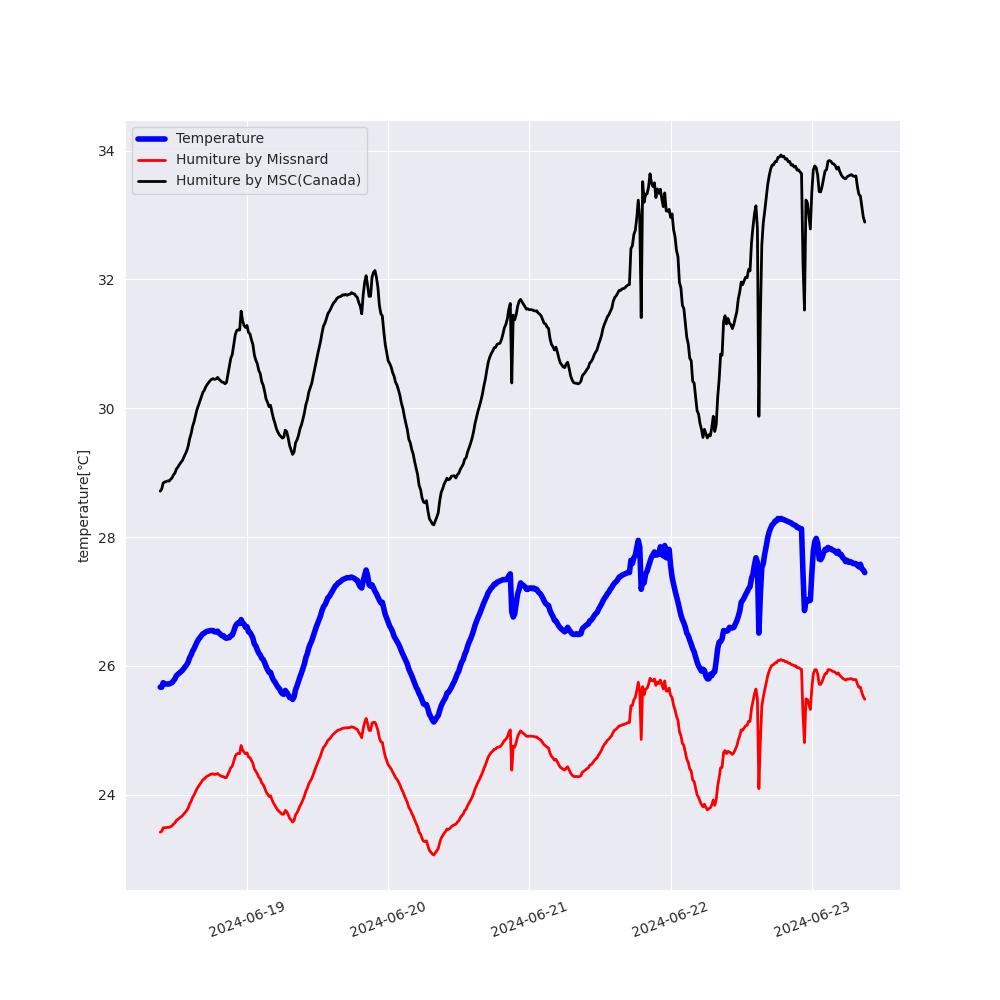 Temperature
Humiture by Missnard
Humiture by MSC(Canada)
34
32
30
28
26
24
temperature[℃]
2024-06-19
2024-06-20
2024-06-21
2024-06-22
2024-06-23